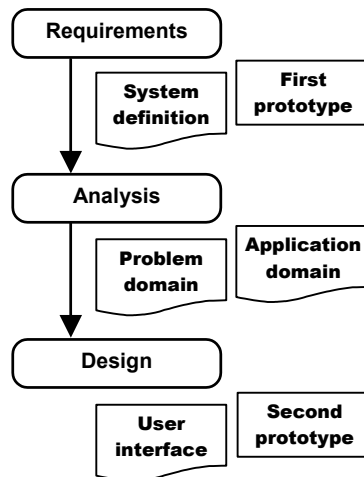 Requirements
System
definition
First
prototype
Analysis
Problem
domain
Application
domain
Design
User
interface
Second
prototype